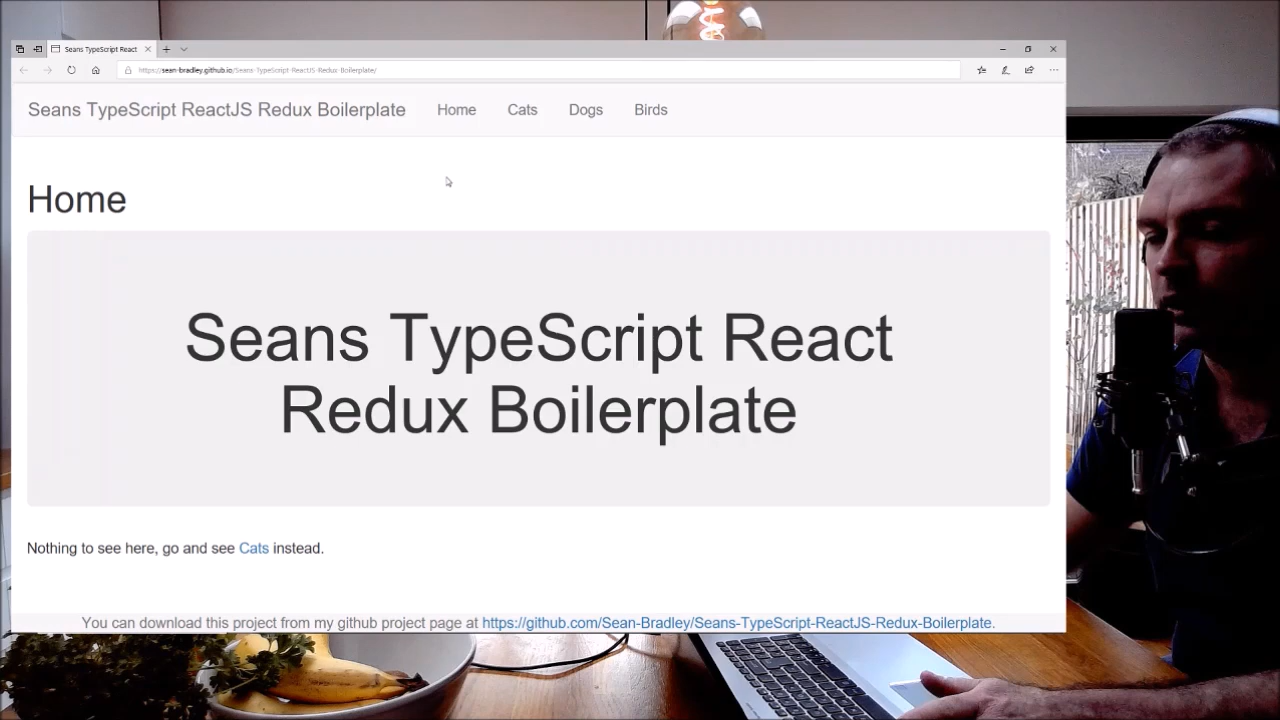 Seans TypeScript React
https://sean-bradley.github.io/Seans-TypeScript-ReactJS-Redux-Boilerplate/
Seans TypeScript ReactJS Redux Boilerplate Home Cats Dogs Birds
Home
Seans TypeScript React
Redux Boilerplate
Nothing to see here, go and see Cats instead.
You can download this project from my github project page at https://github.com/Sean-Bradley/Seans-TypeScript-ReactJS-Redux-Boilerplate.